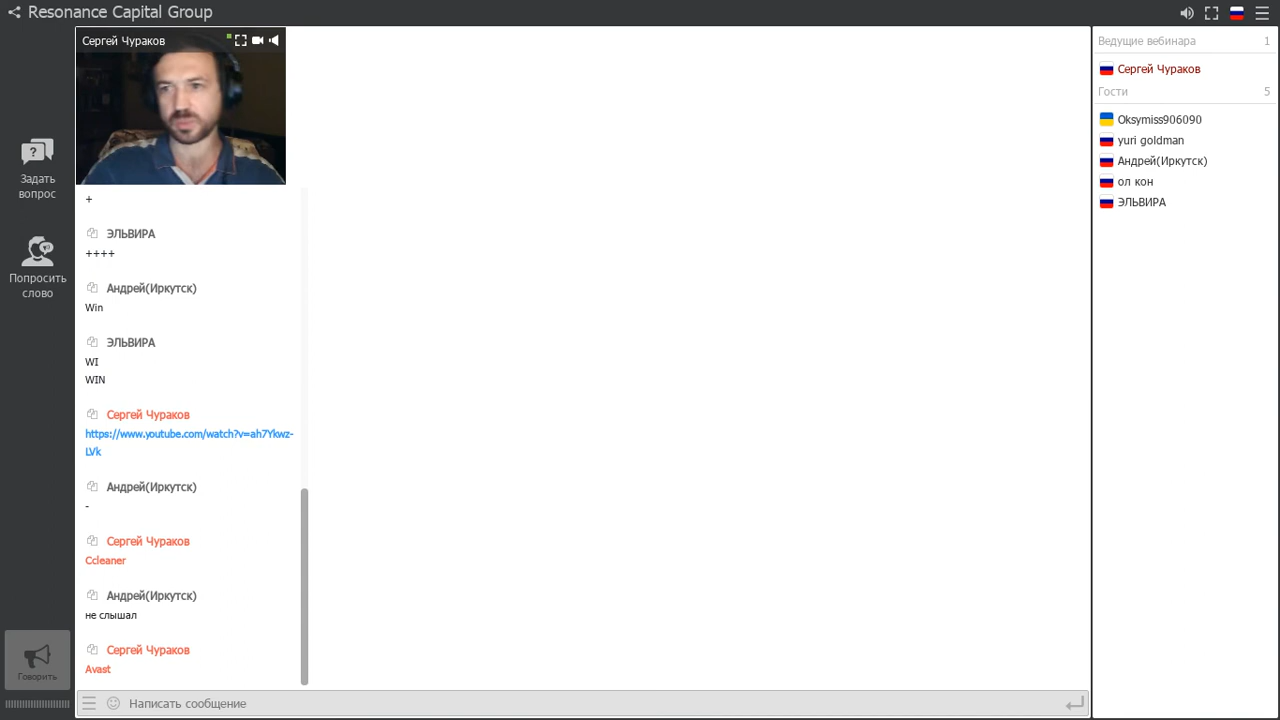 Resonance Capital Group
Сергей Чураков
Задать
вопрос
Попросить
слово
Говорить
+
ЭЛЬВИРА
++++
Андрей(Иркутск)
Win
ЭЛЬВИРА
WI
WIN
Сергей Чураков
https://www.youtube.com/watch?v=ah7Ykwz-
LVk
Андрей(Иркутск)
-
Сергей Чураков
Ccleaner
Андрей(Иркутск)
не слышал
Сергей Чураков
Avast
Написать сообщение
Ведущие вебинара 1
Сергей Чураков
Гости 5
Oksymiss906090
yuri goldman
Андрей(Иркутск)
ол кон
ЭЛЬВИРА